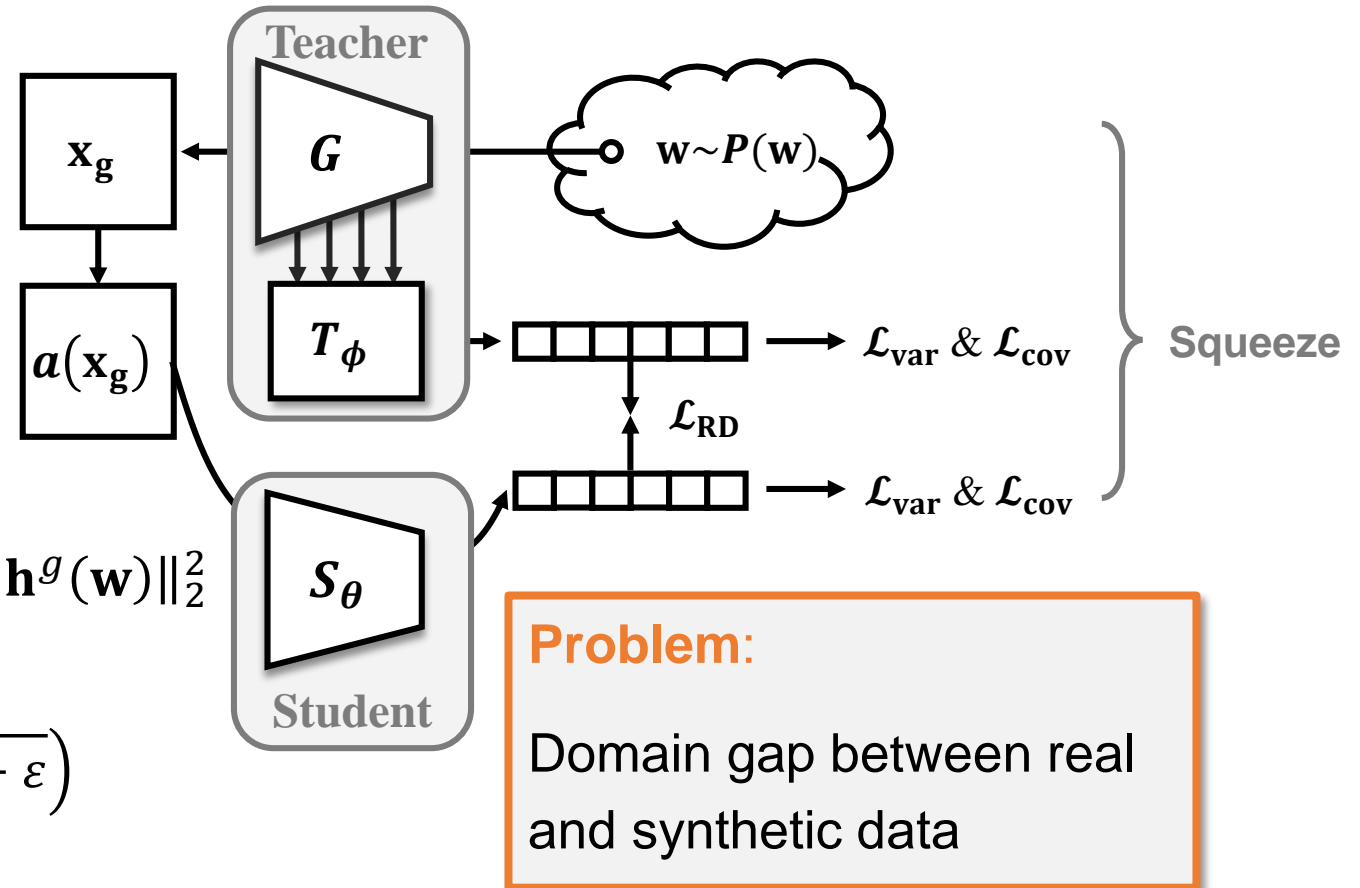 Teacher
G
w~P(w)
x_g
T_ϕ
a(x_g)
ℒ_var & ℒ_cov
Squeeze
ℒ_RD
ℒ_var & ℒ_cov
h^g(w)‖₂²
S_θ
Student
Problem:
Domain gap between real
and synthetic data
- ε)